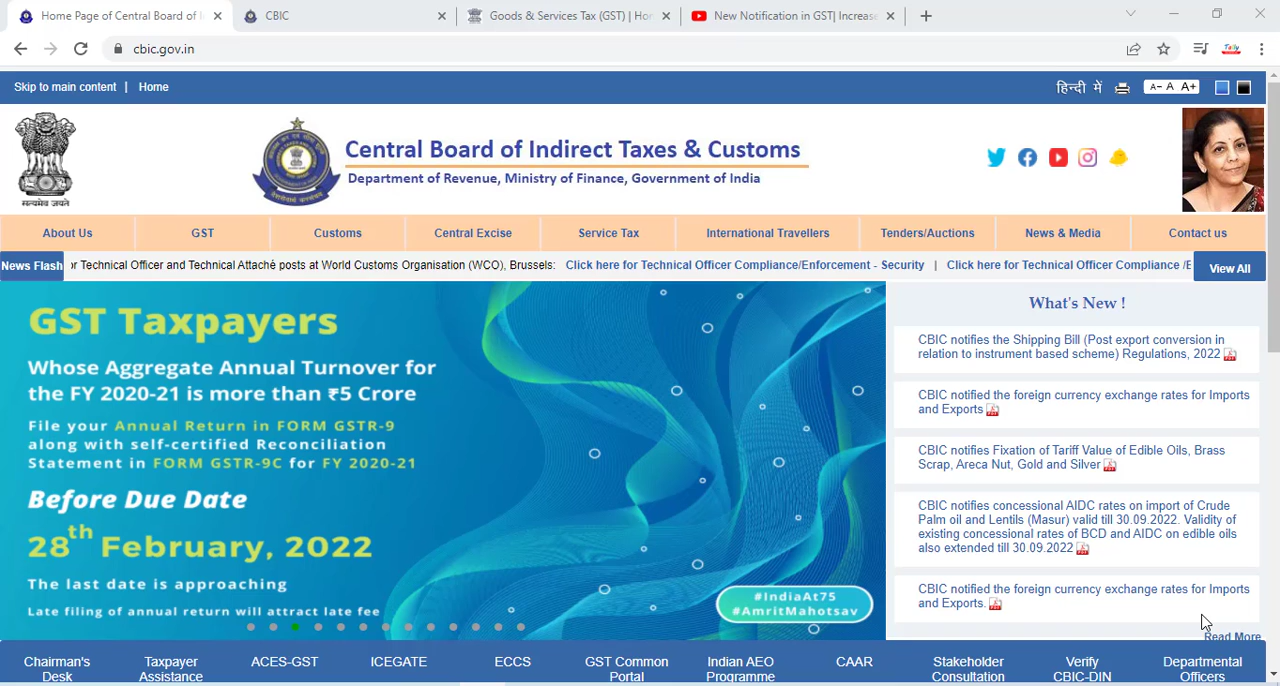 Home Page of Central Board of I
CBIC
Goods & Services Tax (GST) | Hor
New Notification in GST| Increase
cbic.gov.in
Skip to main content | Home
हिन्दी में
A- A A+
सत्यमेव जयते
Central Board of Indirect Taxes & Customs
Department of Revenue, Ministry of Finance, Government of India
About Us
GST
Customs
Central Excise
Service Tax
International Travellers
Tenders/Auctions
News & Media
Contact us
News Flash
r Technical Officer and Technical Attaché posts at World Customs Organisation (WCO), Brussels: Click here for Technical Officer Compliance/Enforcement - Security | Click here for Technical Officer Compliance /E
View All
GST Taxpayers
Whose Aggregate Annual Turnover for
the FY 2020-21 is more than ₹5 Crore
File your Annual Return in FORM GSTR-9
along with self-certified Reconciliation
Statement in FORM GSTR-9C for FY 2020-21
Before Due Date
28th February, 2022
The last date is approaching
Late filing of annual return will attract late fee
#IndiaAt75
#AmritMahotsav
What's New !
CBIC notifies the Shipping Bill (Post export conversion in
relation to instrument based scheme) Regulations, 2022
CBIC notified the foreign currency exchange rates for Imports
and Exports
CBIC notifies Fixation of Tariff Value of Edible Oils, Brass
Scrap, Areca Nut, Gold and Silver
CBIC notifies concessional AIDC rates on import of Crude
Palm oil and Lentils (Masur) valid till 30.09.2022. Validity of
existing concessional rates of BCD and AIDC on edible oils
also extended till 30.09.2022
CBIC notified the foreign currency exchange rates for Imports
and Exports.
Read More
Chairman's
Desk
Taxpayer
Assistance
ACES-GST
ICEGATE
ECCS
GST Common
Portal
Indian AEO
Programme
CAAR
Stakeholder
Consultation
Verify
CBIC-DIN
Departmental
Officers